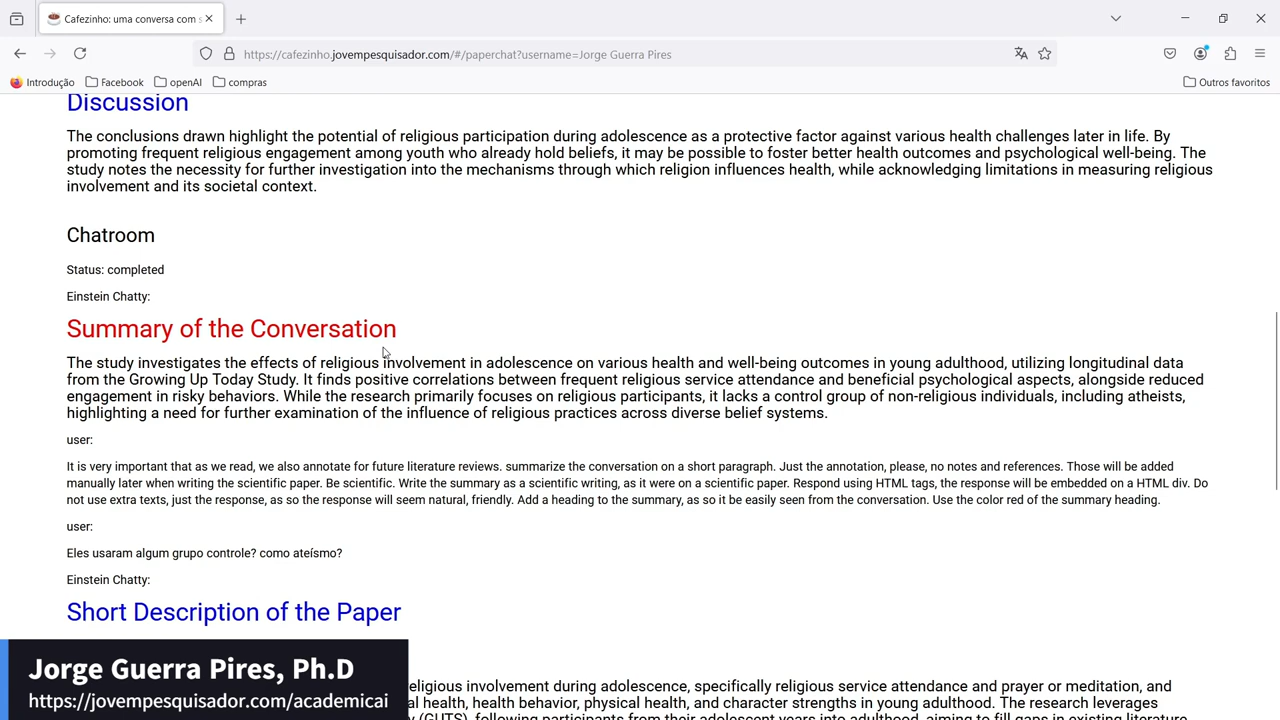 Cafezinho: uma conversa com s
https://cafezinho.jovempesquisador.com/#/paperchat?username=Jorge Guerra Pires
Introdução Facebook openAI compras Outros favoritos
Discussion
The conclusions drawn highlight the potential of religious participation during adolescence as a protective factor against various health challenges later in life. By
promoting frequent religious engagement among youth who already hold beliefs, it may be possible to foster better health outcomes and psychological well-being. The
study notes the necessity for further investigation into the mechanisms through which religion influences health, while acknowledging limitations in measuring religious
involvement and its societal context.
Chatroom
Status: completed
Einstein Chatty:
Summary of the Conversation
The study investigates the effects of religious involvement in adolescence on various health and well-being outcomes in young adulthood, utilizing longitudinal data
from the Growing Up Today Study. It finds positive correlations between frequent religious service attendance and beneficial psychological aspects, alongside reduced
engagement in risky behaviors. While the research primarily focuses on religious participants, it lacks a control group of non-religious individuals, including atheists,
highlighting a need for further examination of the influence of religious practices across diverse belief systems.
user:
It is very important that as we read, we also annotate for future literature reviews. summarize the conversation on a short paragraph. Just the annotation, please, no notes and references. Those will be added
manually later when writing the scientific paper. Be scientific. Write the summary as a scientific writing, as it were on a scientific paper. Respond using HTML tags, the response will be embedded on a HTML div. Do
not use extra texts, just the response, as so the response will seem natural, friendly. Add a heading to the summary, as so it be easily seen from the conversation. Use the color red of the summary heading.
user:
Eles usaram algum grupo controle? como ateísmo?
Einstein Chatty:
Short Description of the Paper
eligious involvement during adolescence, specifically religious service attendance and prayer or meditation, and
al health, health behavior, physical health, and character strengths in young adulthood. The research leverages
(GUTS), following participants from their adolescent years into adulthood, aiming to fill gaps in existing literature
Jorge Guerra Pires, Ph.D
https://jovempesquisador.com/academicai